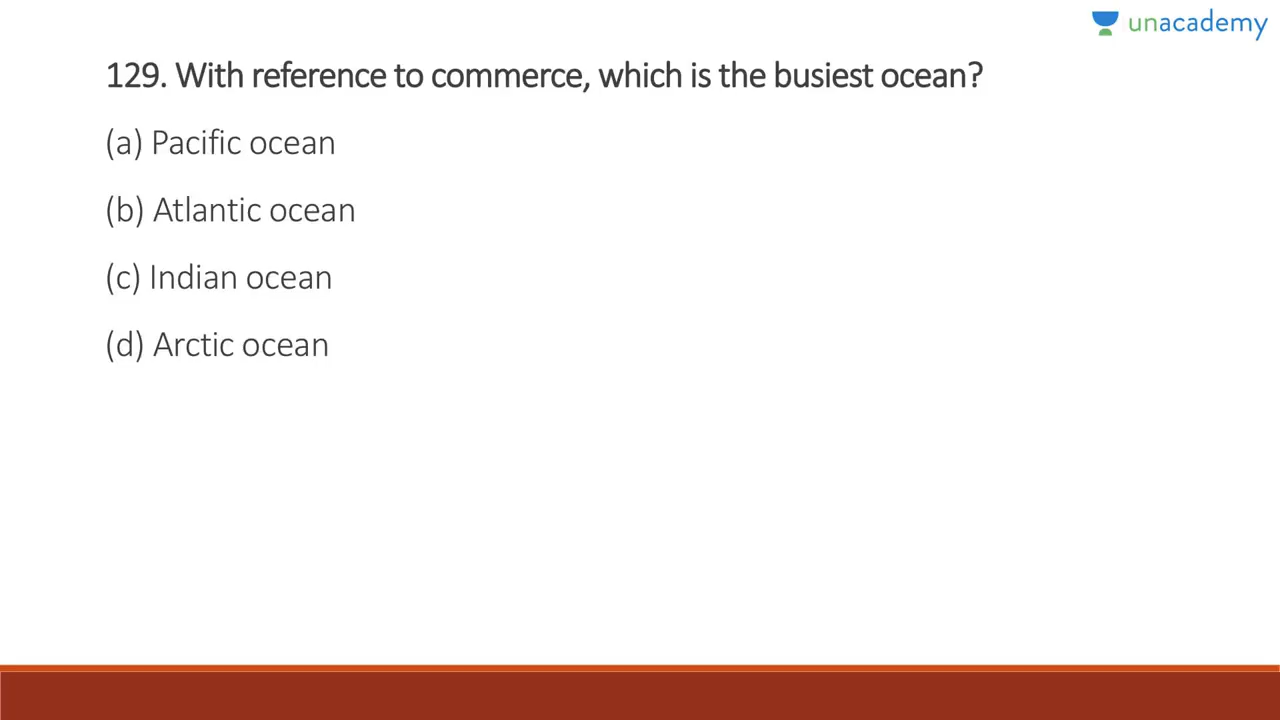 unacademy
129. With reference to commerce, which is the busiest ocean?
(a) Pacific ocean
(b) Atlantic ocean
(c) Indian ocean
(d) Arctic ocean